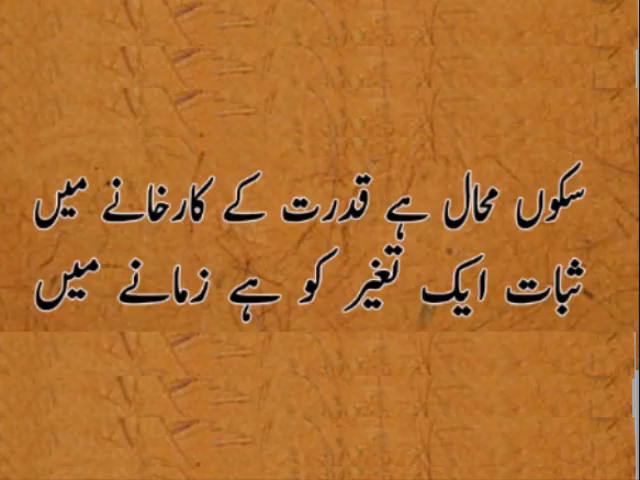 سکوں محال ہے قدرت کے کارخانے میں
ثبات ایک تغیر کو ہے زمانے میں